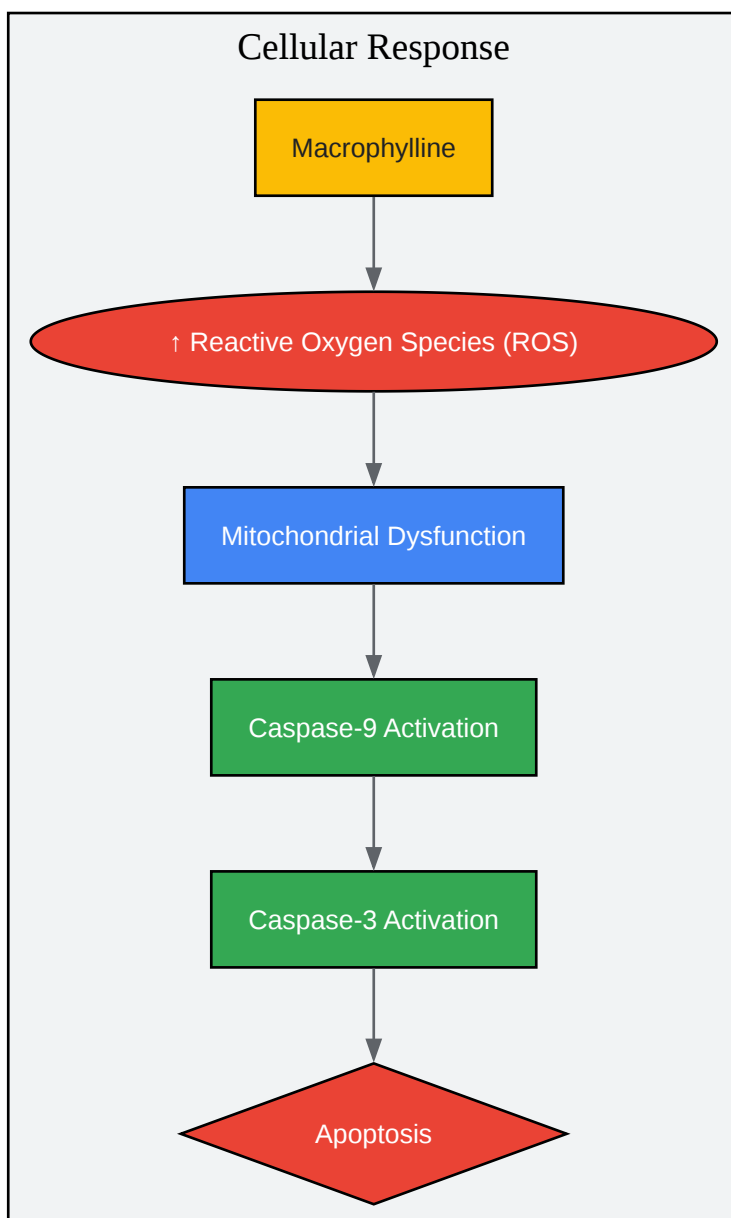 Cellular Response
Macrophylline
↑ Reactive Oxygen Species (ROS)
Mitochondrial Dysfunction
Caspase-9 Activation
Caspase-3 Activation
Apoptosis